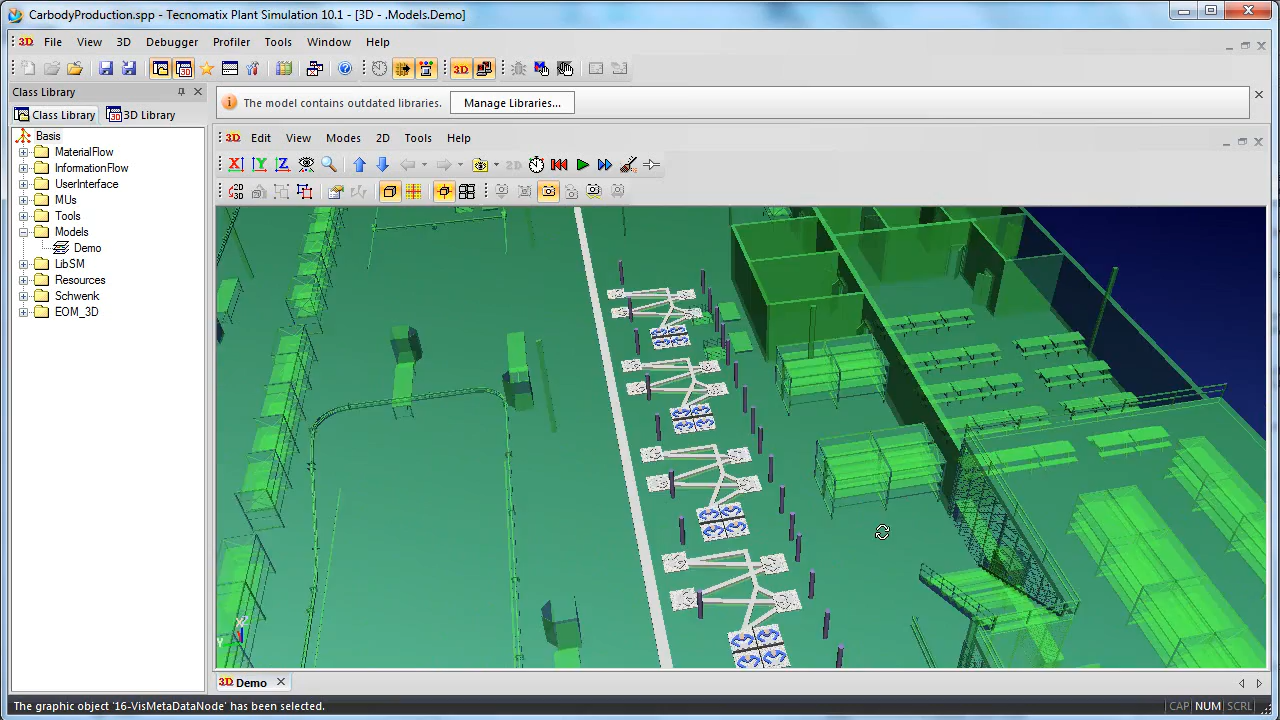 CarbodyProduction.spp - Tecnomatix Plant Simulation 10.1 - [3D - .Models.Demo]
3D File View 3D Debugger Profiler Tools Window Help
3D
Class Library
The model contains outdated libraries. Manage Libraries...
Class Library 3D Library
Basis
MaterialFlow
InformationFlow
UserInterface
MUs
Tools
Models
Demo
LibSM
Resources
Schwenk
EOM_3D
3D Edit View Modes 2D Tools Help
X Y Z 2D
3D Demo
The graphic object '16-VisMetaDataNode' has been selected. CAP NUM SCRL